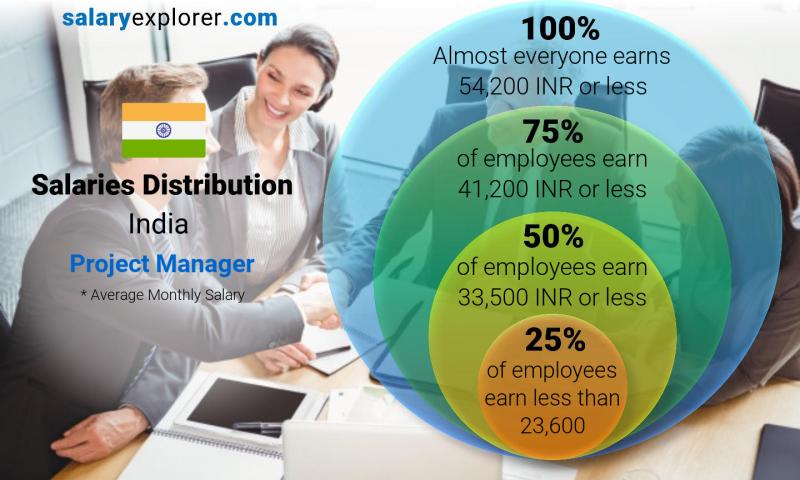 salaryexplorer.com
Salaries Distribution
India
Project Manager
* Average Monthly Salary
100%
Almost everyone earns
54,200 INR or less
75%
of employees earn
41,200 INR or less
50%
of employees earn
33,500 INR or less
25%
of employees
earn less than
23,600